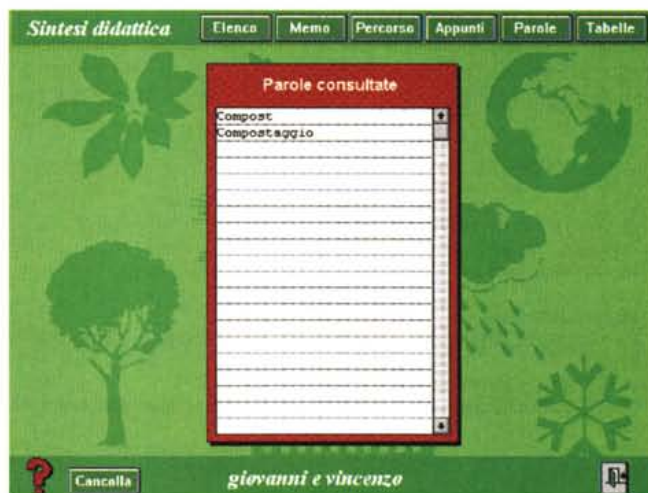 Sintesi didattica Elenco Memo Percorso Appunti Parole Tabelle
Parole consultate
Compost
Compostaggio
Cancella giovanni e vincenzo